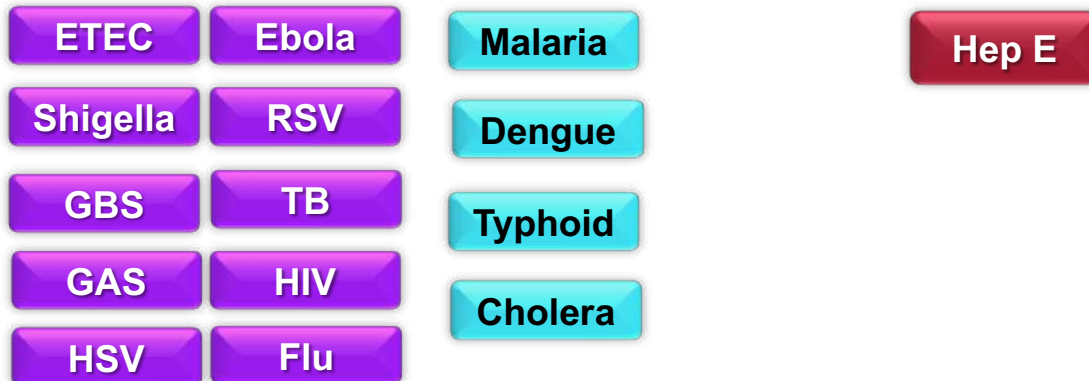 ETEC Ebola Malaria Hep E
Shigella RSV Dengue
GBS TB Typhoid
GAS HIV Cholera
HSV Flu